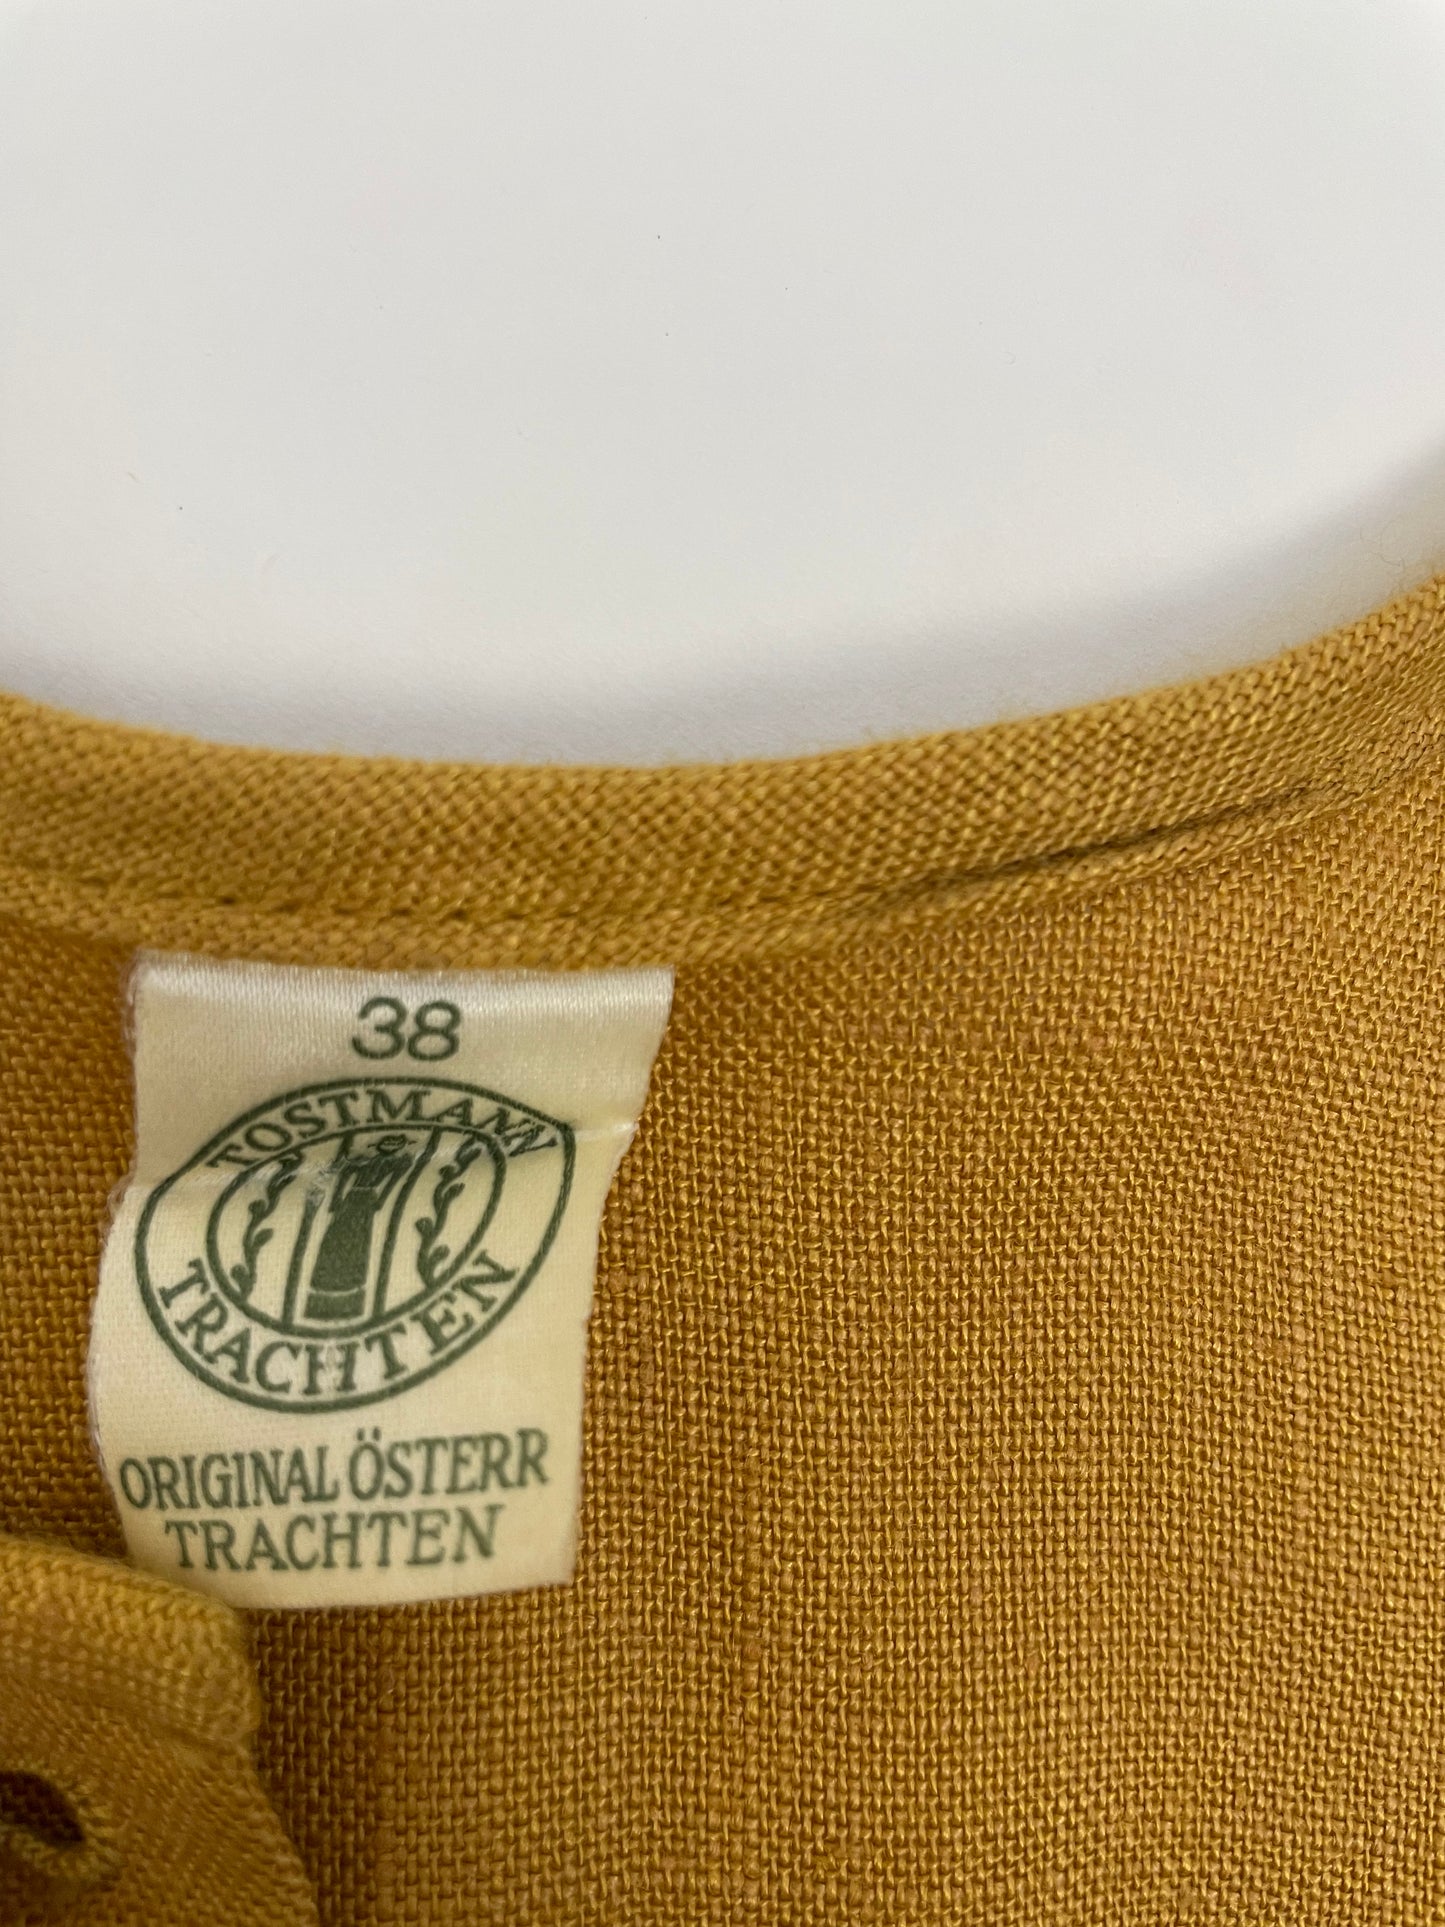 38
TOSTMANN
TRACHTEN
ORIGINAL ÖSTERR
TRACHTEN